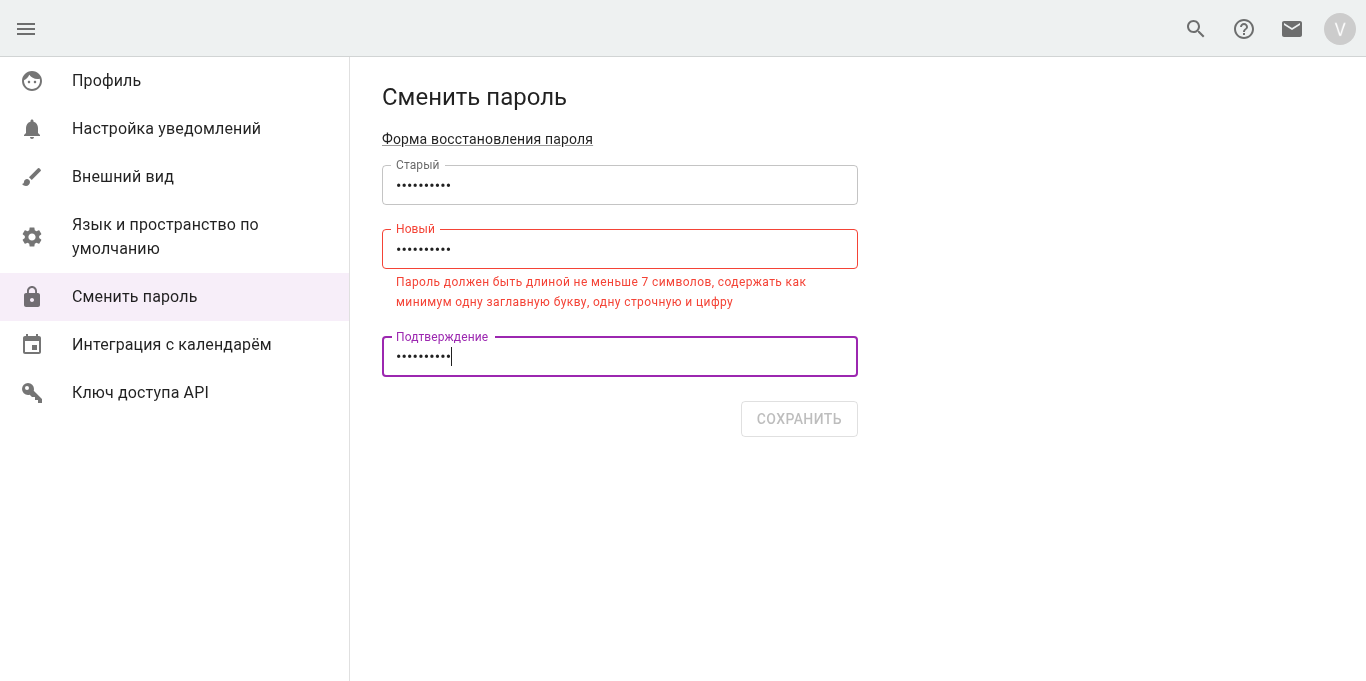 V
Профиль
Настройка уведомлений
Внешний вид
Язык и пространство по
умолчанию
Сменить пароль
Интеграция с календарём
Ключ доступа API
Сменить пароль
Форма восстановления пароля
Старый
••••••••••
Новый
••••••••••
Пароль должен быть длиной не меньше 7 символов, содержать как
минимум одну заглавную букву, одну строчную и цифру
Подтверждение
••••••••••
СОХРАНИТЬ